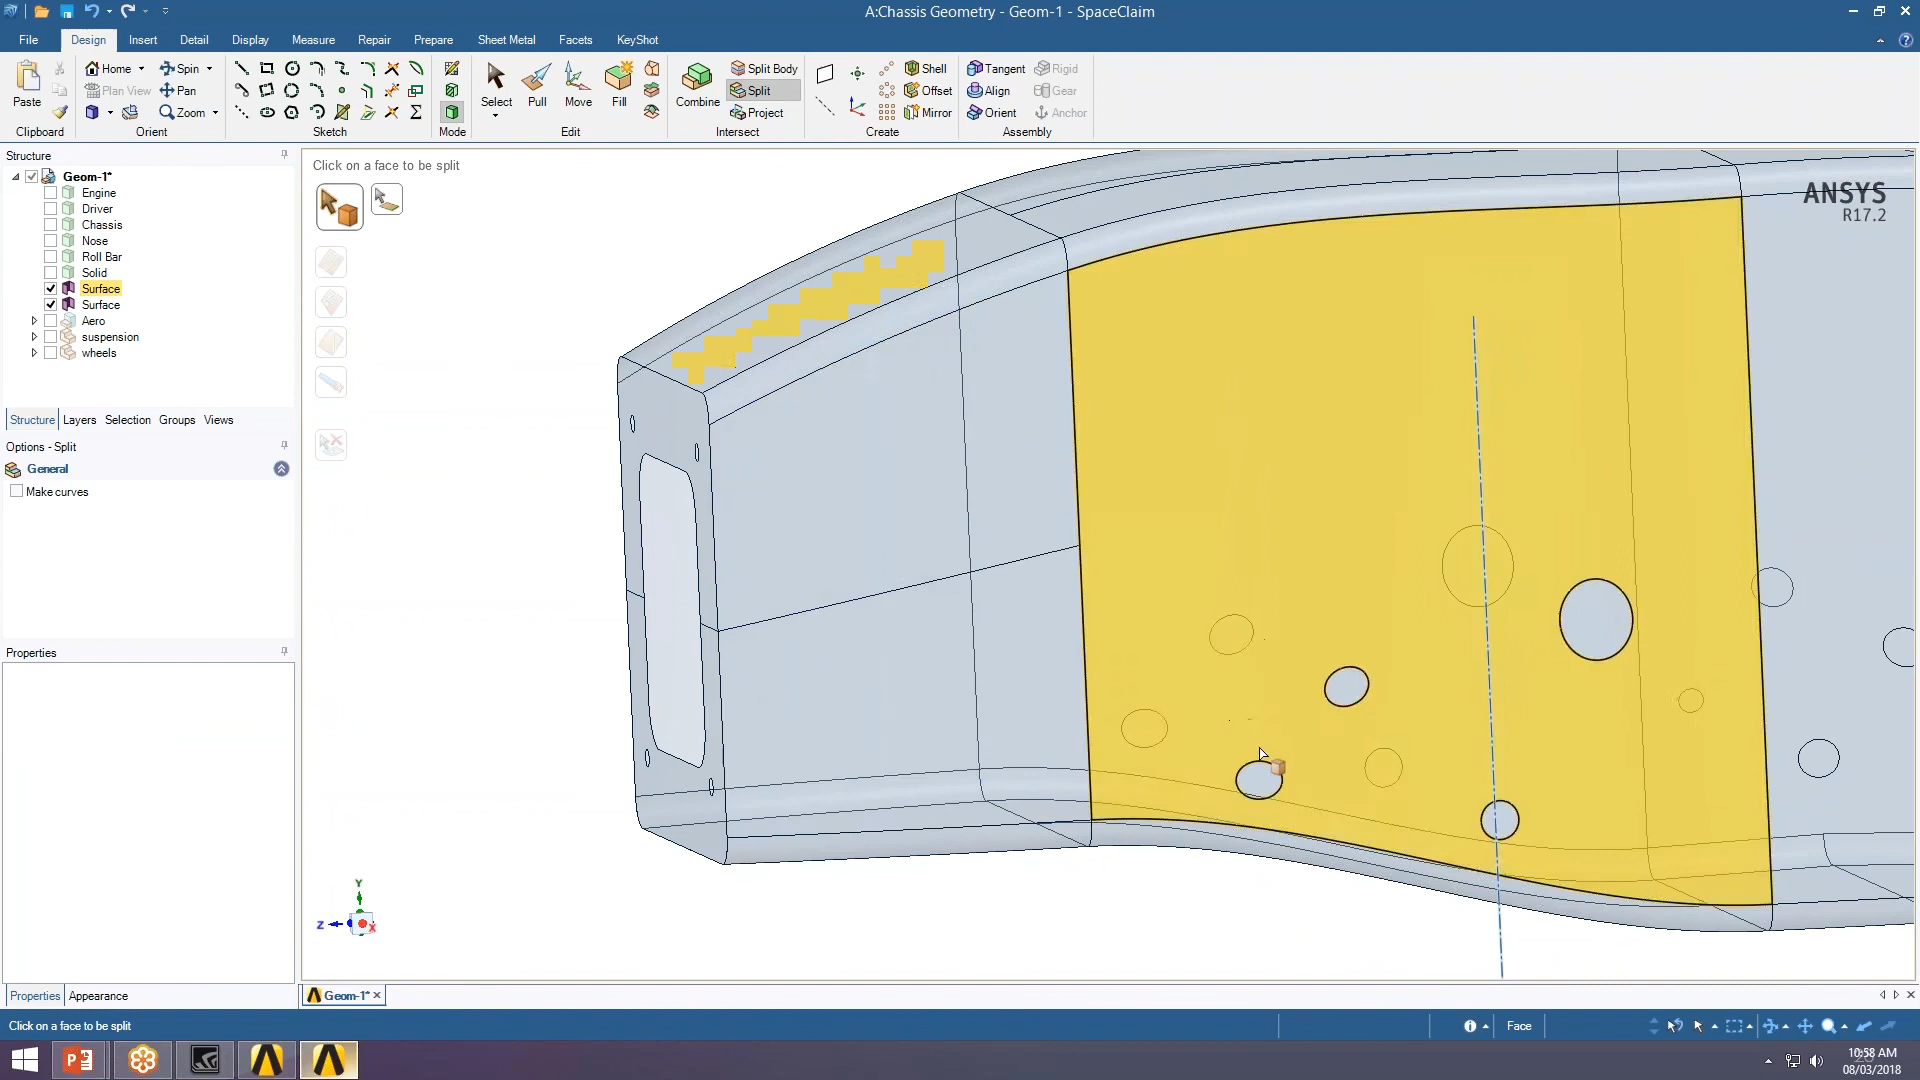 A:Chassis Geometry - Geom-1 - SpaceClaim
File Design Insert Detail Display Measure Repair Prepare Sheet Metal Facets KeyShot
Paste
Home Spin
Plan View Pan
Zoom
Select Pull Move Fill
Combine
Split Body
Split
Project
Shell
Offset
Mirror
Tangent Rigid
Align Gear
Orient Anchor
Clipboard Orient Sketch Mode Edit Intersect Create Assembly
Structure
Geom-1*
Engine
Driver
Chassis
Nose
Roll Bar
Solid
Surface
Surface
Aero
suspension
wheels
Structure Layers Selection Groups Views
Options - Split
General
Make curves
Properties
Properties Appearance
Click on a face to be split
ANSYS
R17.2
Y
Z
X
Geom-1*
Click on a face to be split
Face
10:58 AM
08/03/2018